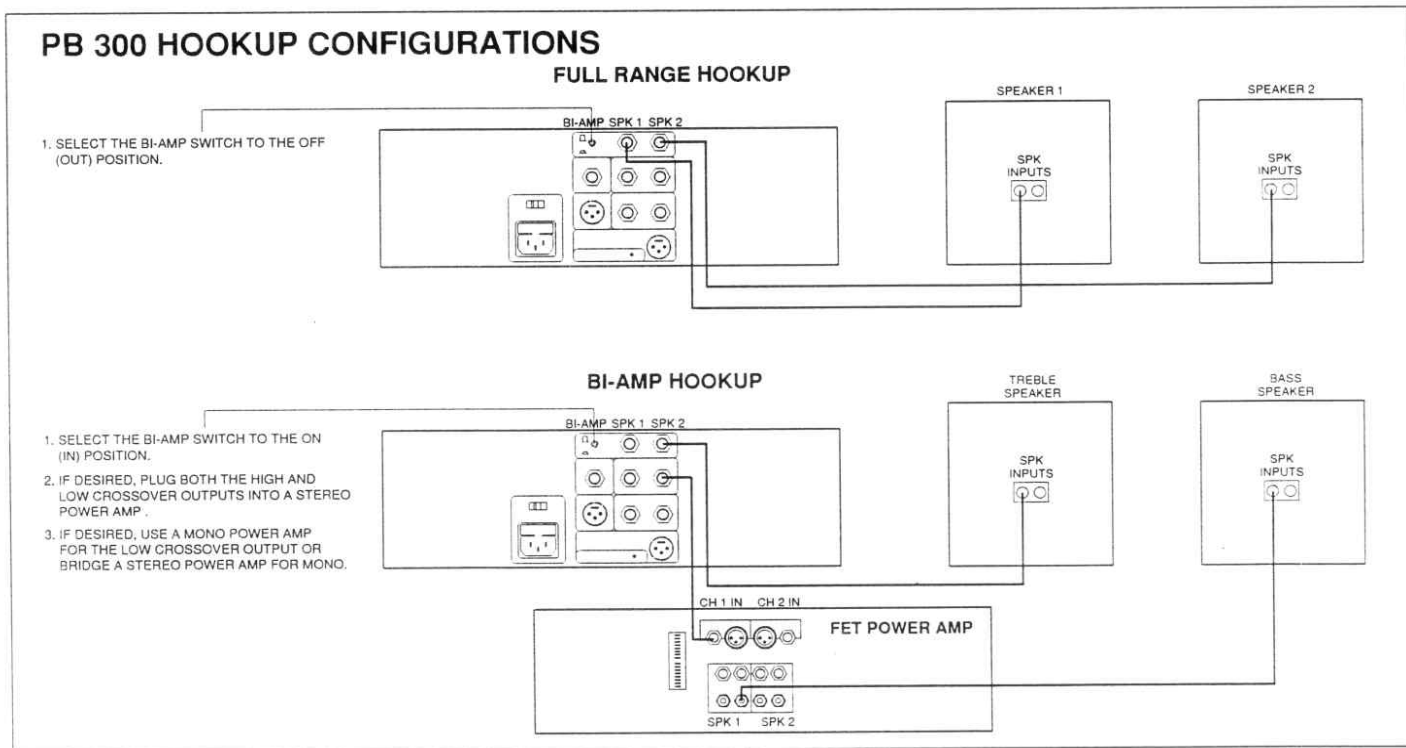 PB 300 HOOKUP CONFIGURATIONS
FULL RANGE HOOKUP
1. SELECT THE BI-AMP SWITCH TO THE OFF
(OUT) POSITION.
BI-AMP SPK 1 SPK 2
SPEAKER 1
SPK
INPUTS
SPEAKER 2
SPK
INPUTS
BI-AMP HOOKUP
1. SELECT THE BI-AMP SWITCH TO THE ON
(IN) POSITION.
2. IF DESIRED, PLUG BOTH THE HIGH AND
LOW CROSSOVER OUTPUTS INTO A STEREO
POWER AMP .
3. IF DESIRED, USE A MONO POWER AMP
FOR THE LOW CROSSOVER OUTPUT OR
BRIDGE A STEREO POWER AMP FOR MONO.
BI-AMP SPK 1 SPK 2
TREBLE
SPEAKER
SPK
INPUTS
BASS
SPEAKER
SPK
INPUTS
CH 1 IN CH 2 IN
FET POWER AMP
SPK 1 SPK 2